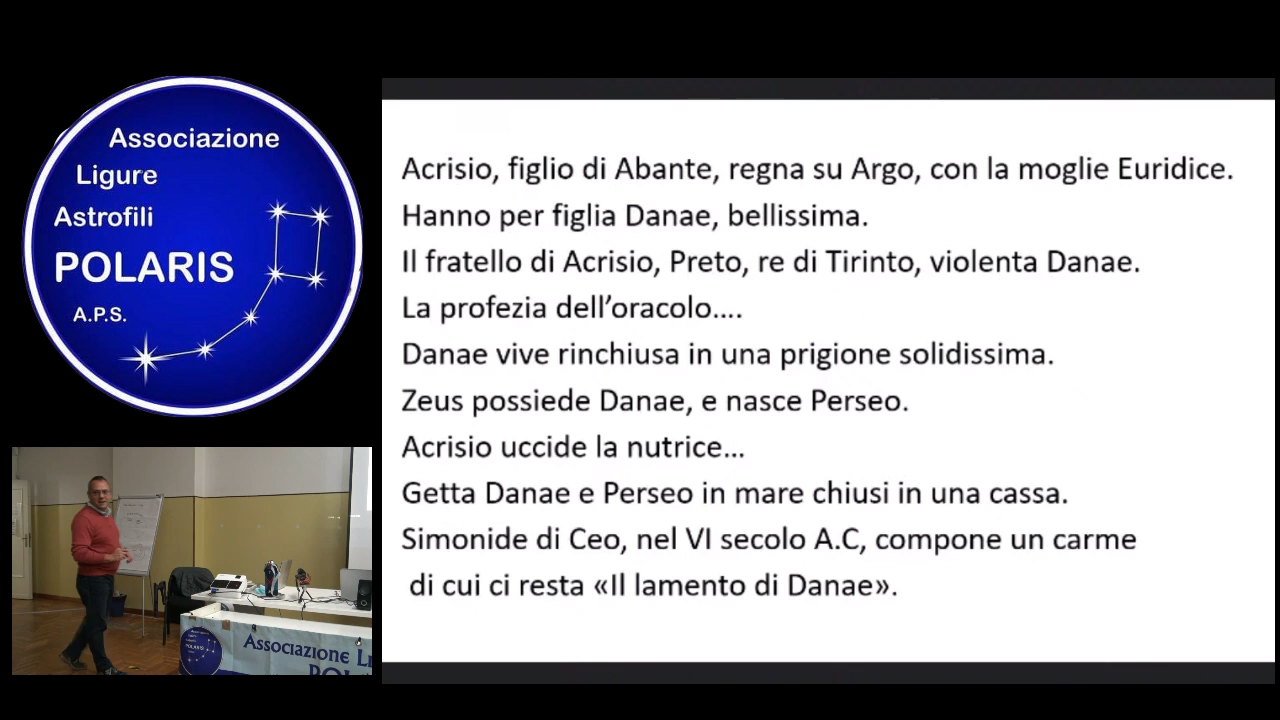 Associazione
Ligure
Astrofili
POLARIS
A.P.S.
Acrisio, figlio di Abante, regna su Argo, con la moglie Euridice.
Hanno per figlia Danae, bellissima.
Il fratello di Acrisio, Preto, re di Tirinto, violenta Danae.
La profezia dell’oracolo....
Danae vive rinchiusa in una prigione solidissima.
Zeus possiede Danae, e nasce Perseo.
Acrisio uccide la nutrice...
Getta Danae e Perseo in mare chiusi in una cassa.
Simonide di Ceo, nel VI secolo A.C, compone un carme
di cui ci resta «Il lamento di Danae».
Associazione L
POL